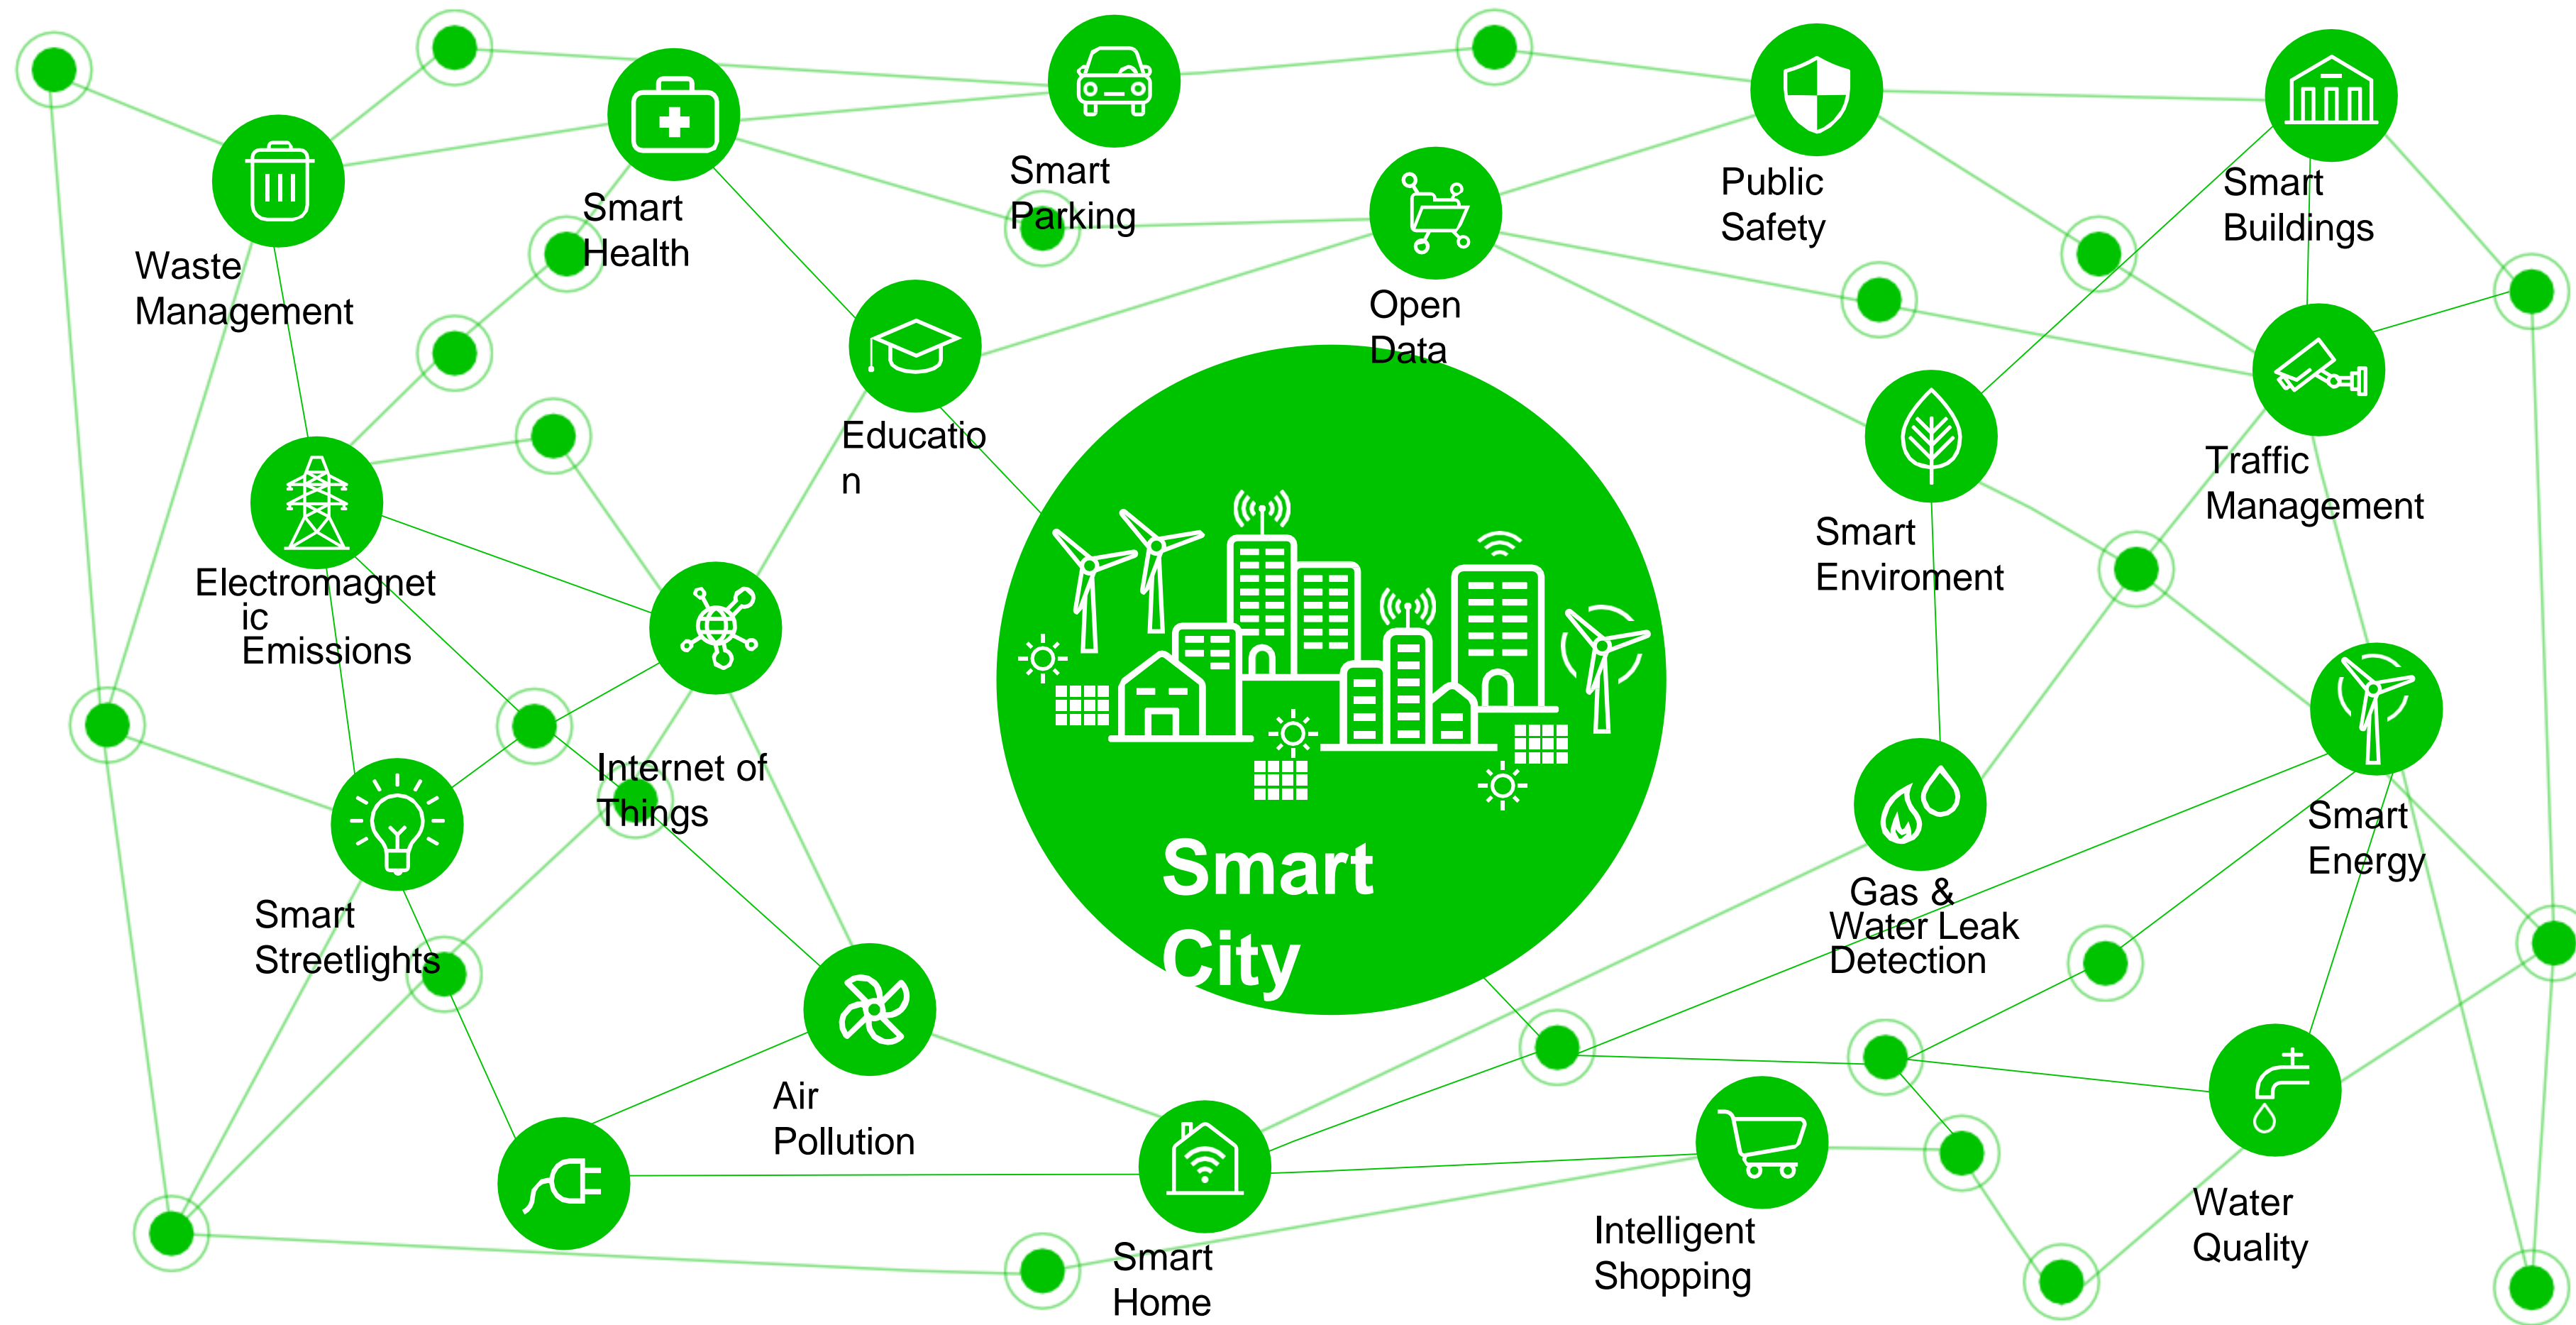 Smart
Parking
Public
Safety
Smart
Buildings
Smart
Health
Waste
Management
Open
Data
Educatio
n
Traffic
Management
Smart
Enviroment
Electromagnet
ic
Emissions
Internet of
Things
Smart
Energy
Smart
City
Gas &
Water Leak
Detection
Smart
Streetlights
Air
Pollution
Water
Quality
Intelligent
Shopping
Smart
Home